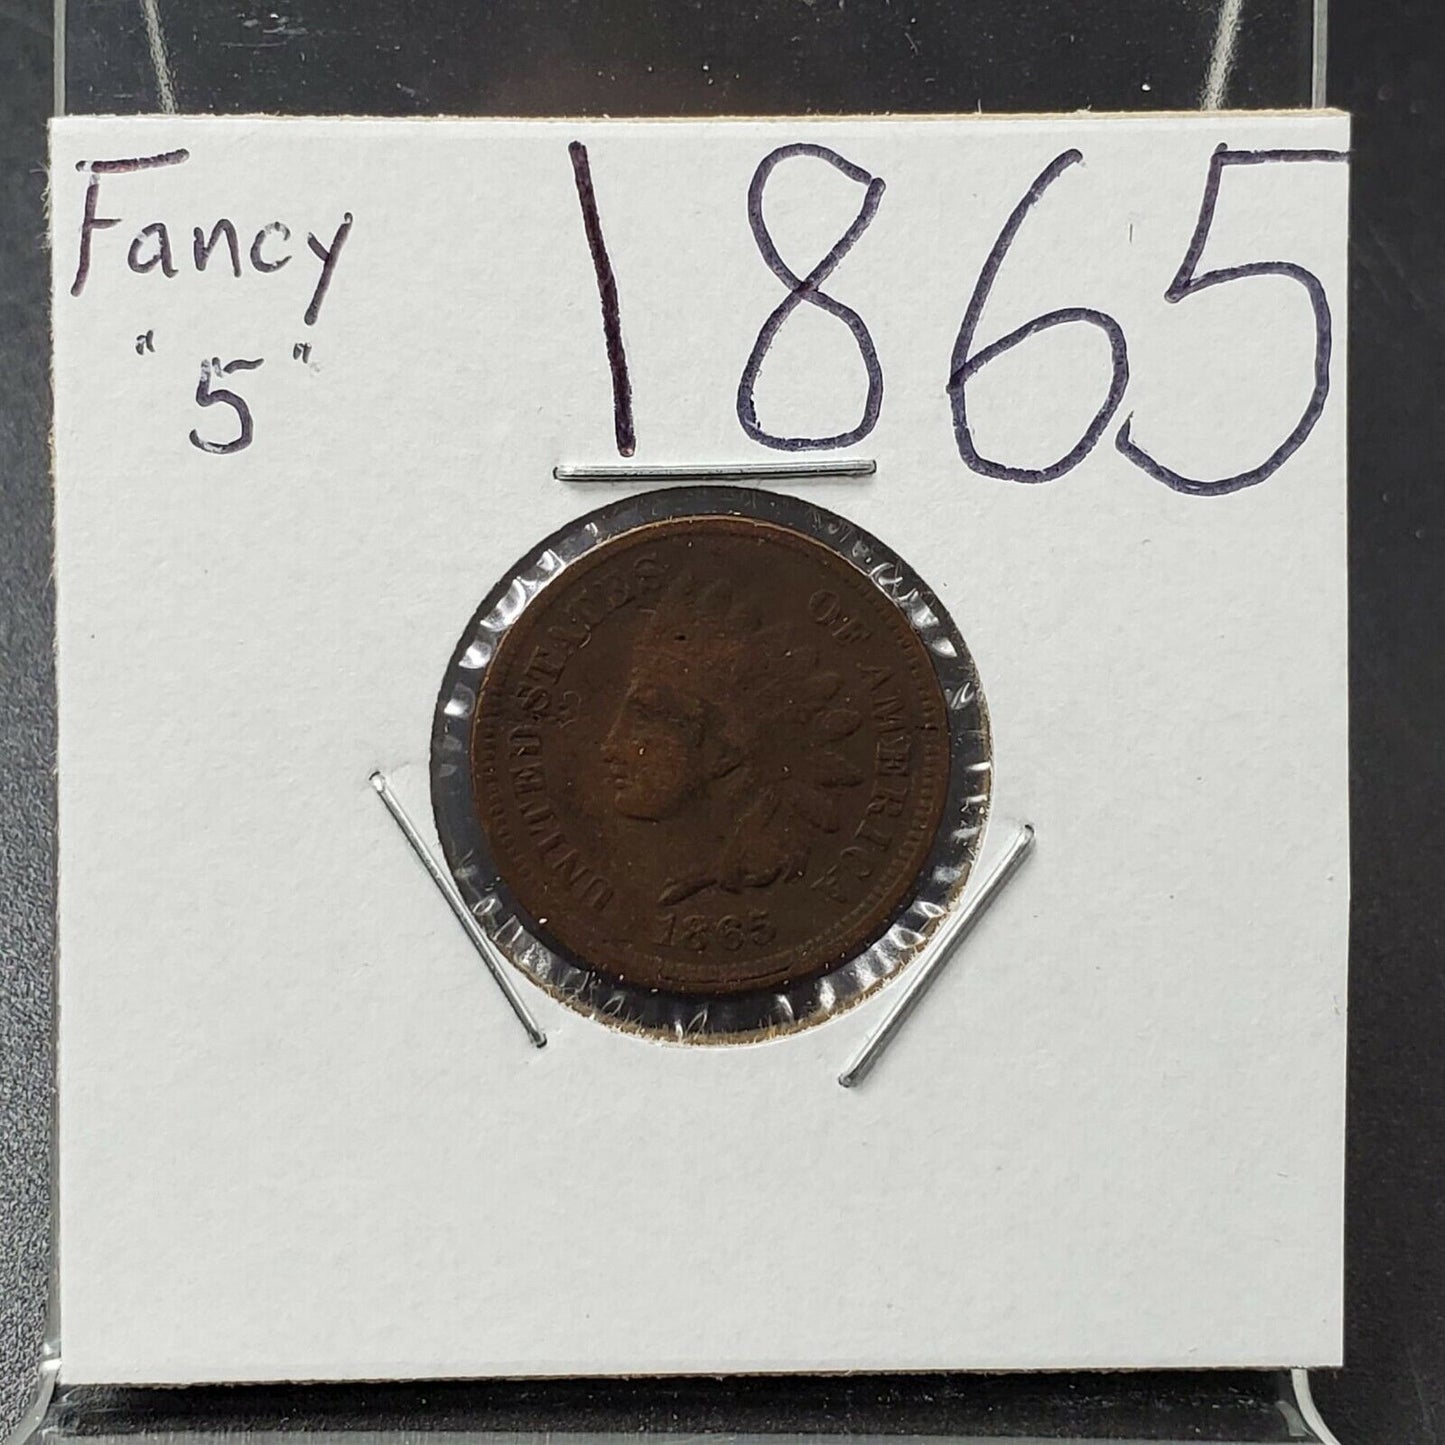 Fancy
"5"
1865
UNITED STATES
OF AMERICA
1865